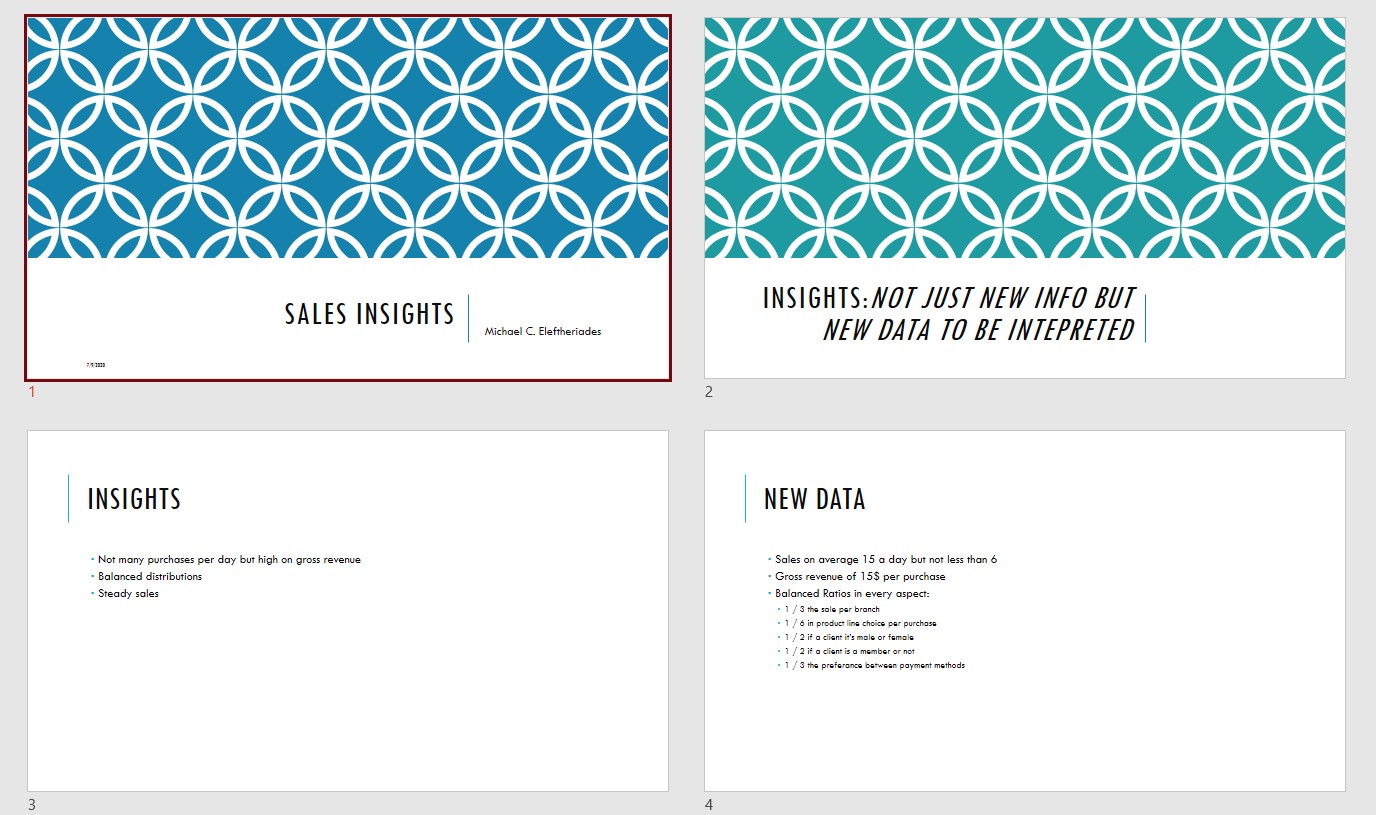 SALES INSIGHTS
Michael C. Eleftheriades
7/9/2020
1
INSIGHTS: NOT JUST NEW INFO BUT
NEW DATA TO BE INTEPRETED
2
INSIGHTS
• Not many purchases per day but high on gross revenue
• Balanced distributions
• Steady sales
3
NEW DATA
• Sales on average 15 a day but not less than 6
• Gross revenue of 15$ per purchase
• Balanced Ratios in every aspect:
• 1 / 3 the sale per branch
• 1 / 6 in product line choice per purchase
• 1 / 2 if a client it's male or female
• 1 / 2 if a client is a member or not
• 1 / 3 the preferance between payment methods
4